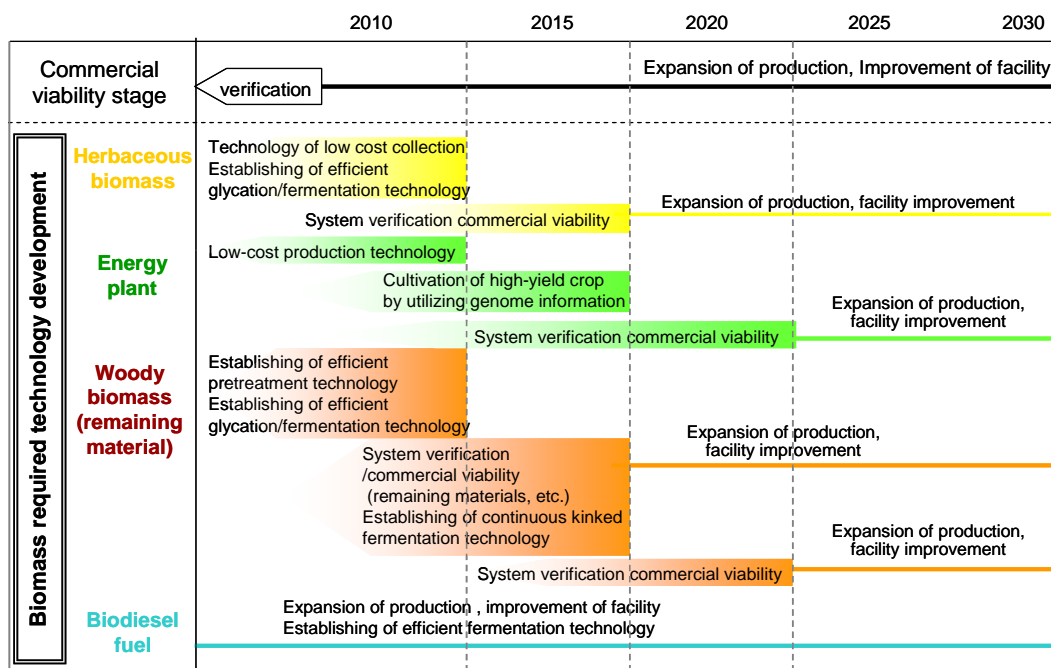 2010 2015 2020 2025 2030
Commercial
viability stage
verification
Expansion of production, Improvement of facility
Biomass required technology development
Herbaceous
biomass
Technology of low cost collection
Establishing of efficient
glycation/fermentation technology
System verification commercial viability
Expansion of production, facility improvement
Energy
plant
Low-cost production technology
Cultivation of high-yield crop
by utilizing genome information
System verification commercial viability
Expansion of production,
facility improvement
Woody
biomass
(remaining
material)
Establishing of efficient
pretreatment technology
Establishing of efficient
glycation/fermentation technology
System verification
/commercial viability
(remaining materials, etc.)
Establishing of continuous kinked
fermentation technology
Expansion of production,
facility improvement
System verification commercial viability
Expansion of production,
facility improvement
Biodiesel
fuel
Expansion of production , improvement of facility
Establishing of efficient fermentation technology